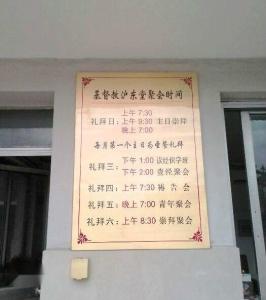 基督教沪东堂聚会时间
上午 7:30
礼拜日：上午 9:30 主日崇拜
晚上 7:00
每月第一个主日为圣餐礼拜
礼拜三：下午 1:00 读经识字班
下午 2:00 查经聚会
礼拜四：上午 7:30 祷告会
礼拜五：晚上 7:00 青年聚会
礼拜六：上午 8:30 崇拜聚会